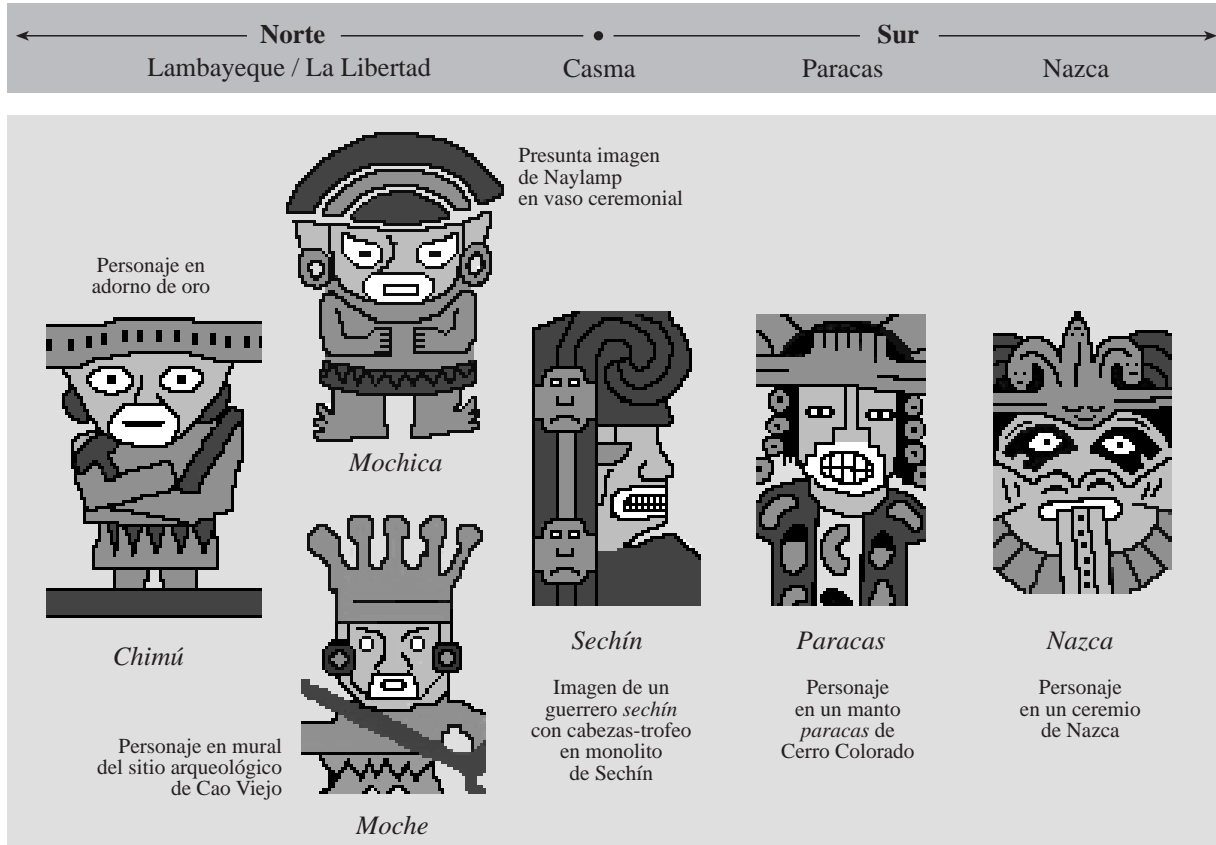 Norte
Sur
Lambayeque / La Libertad
Casma
Paracas
Nazca
Presunta imagen
de Naylamp
en vaso ceremonial
Personaje en
adorno de oro
Mochica
Chimú
Sechín
Paracas
Nazca
Imagen de un
guerrero sechín
con cabezas-trofeo
en monolito
de Sechín
Personaje
en un manto
paracas de
Cerro Colorado
Personaje
en un ceremio
de Nazca
Personaje en mural
del sitio arqueológico
de Cao Viejo
Moche